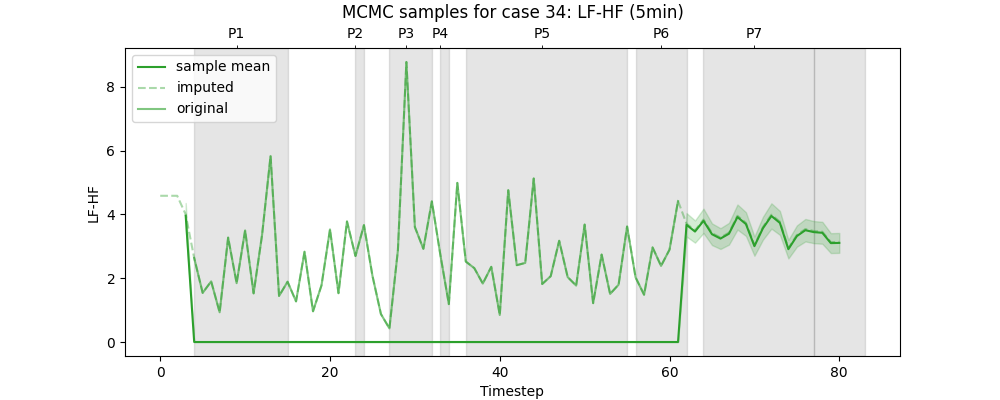 MCMC samples for case 34: LF-HF (5min)
P1 P2 P3 P4 P5 P6 P7
sample mean
imputed
original
8
6
4
2
0
LF-HF
0 20 40 60 80
Timestep